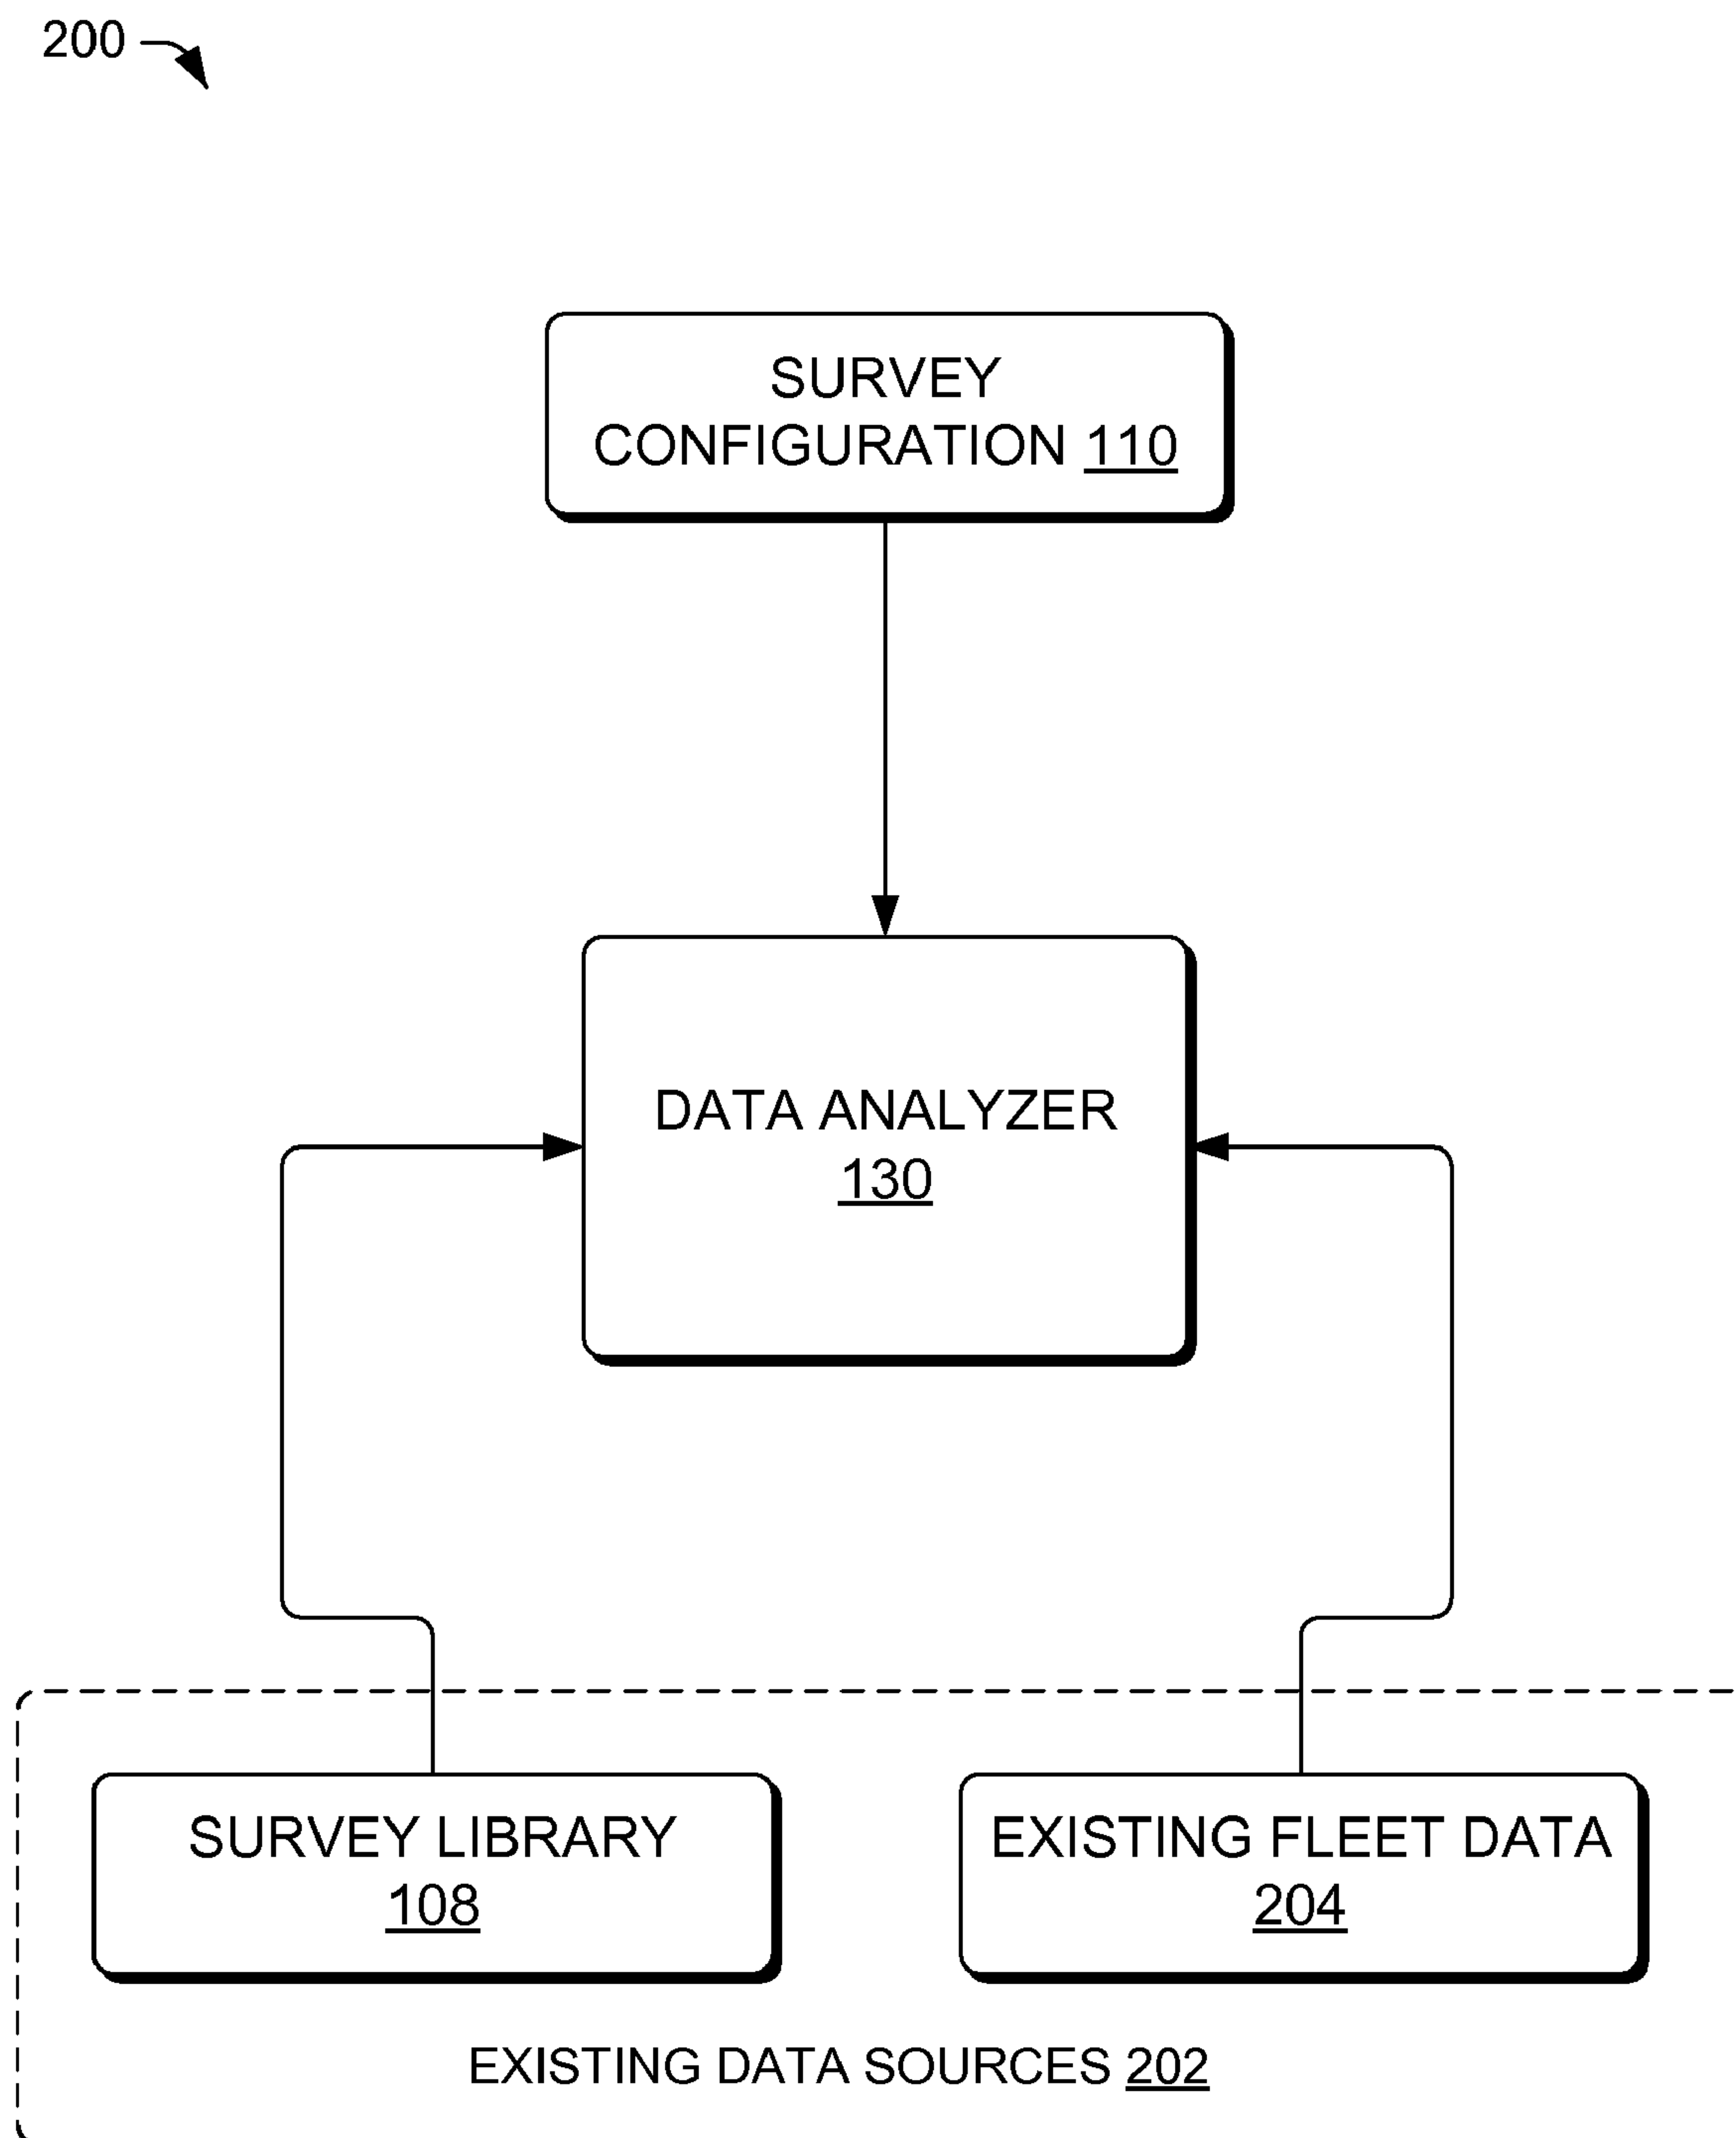 200
SURVEY
CONFIGURATION 110
DATA ANALYZER
130
SURVEY LIBRARY
108
EXISTING FLEET DATA
204
EXISTING DATA SOURCES 202